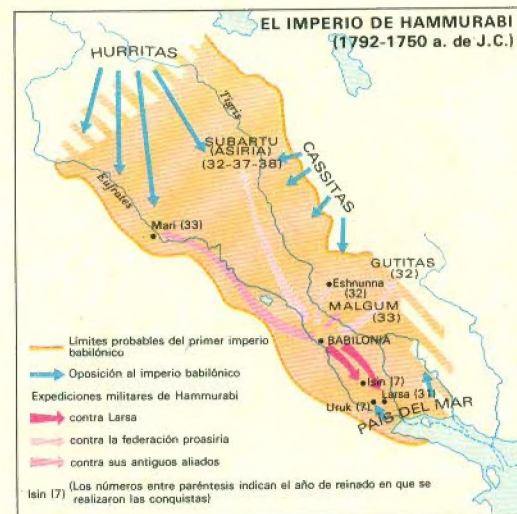 EL IMPERIO DE HAMMURABI
(1792-1750 a. de J.C.)
HURRITAS
Tigris
SUBARTU
(ASIRIA)
(32-37-38)
CASSITAS
Eufrates
Mari (33)
GUTITAS
(32)
Eshnunna
(32)
MALGUM
(33)
BABILONIA
Isin (7)
Larsa (31)
Uruk (7)
PAIS DEL MAR
Límites probables del primer imperio
babilónico
Oposición al imperio babilónico
Expediciones militares de Hammurabi
contra Larsa
contra la federación proasiria
contra sus antiguos aliados
Isin (7) (Los números entre paréntesis indican el año de reinado en que se
realizaron las conquistas)